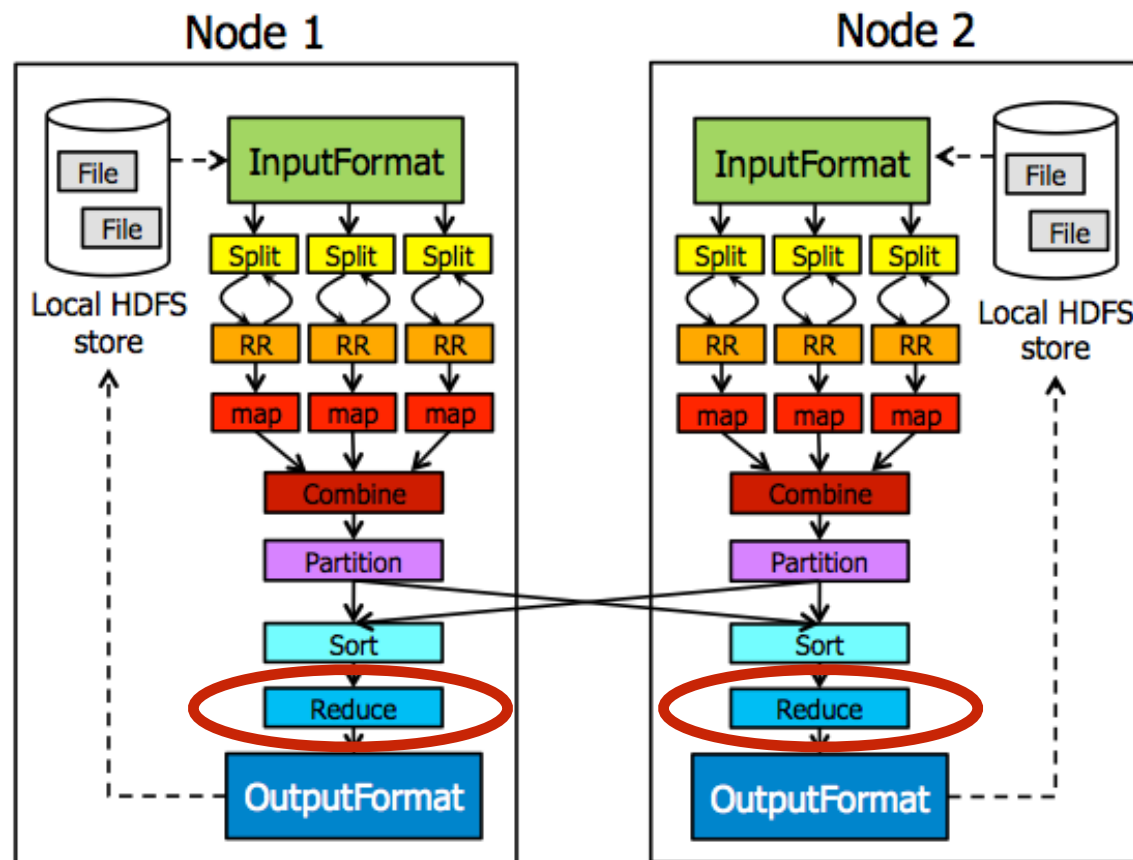 Node 1
File
File
Local HDFS
store
InputFormat
Split Split Split
RR RR RR
map map map
Combine
Partition
Sort
Reduce
OutputFormat
Node 2
InputFormat
File
File
Local HDFS
store
Split Split Split
RR RR RR
map map map
Combine
Partition
Sort
Reduce
OutputFormat